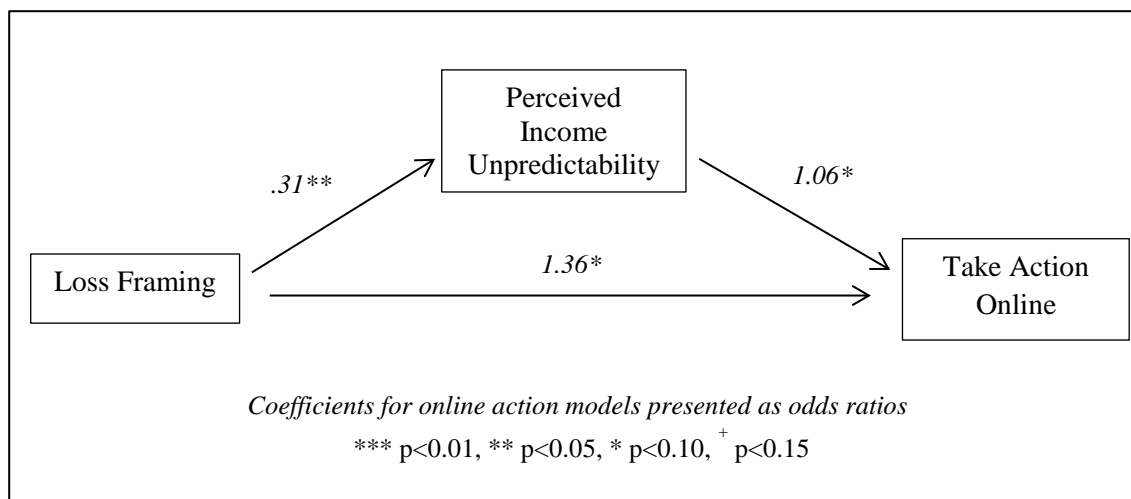 Perceived
Income
Unpredictability
.31**
1.06*
Loss Framing
1.36*
Take Action
Online
Coefficients for online action models presented as odds ratios
*** p<0.01, ** p<0.05, * p<0.10, + p<0.15